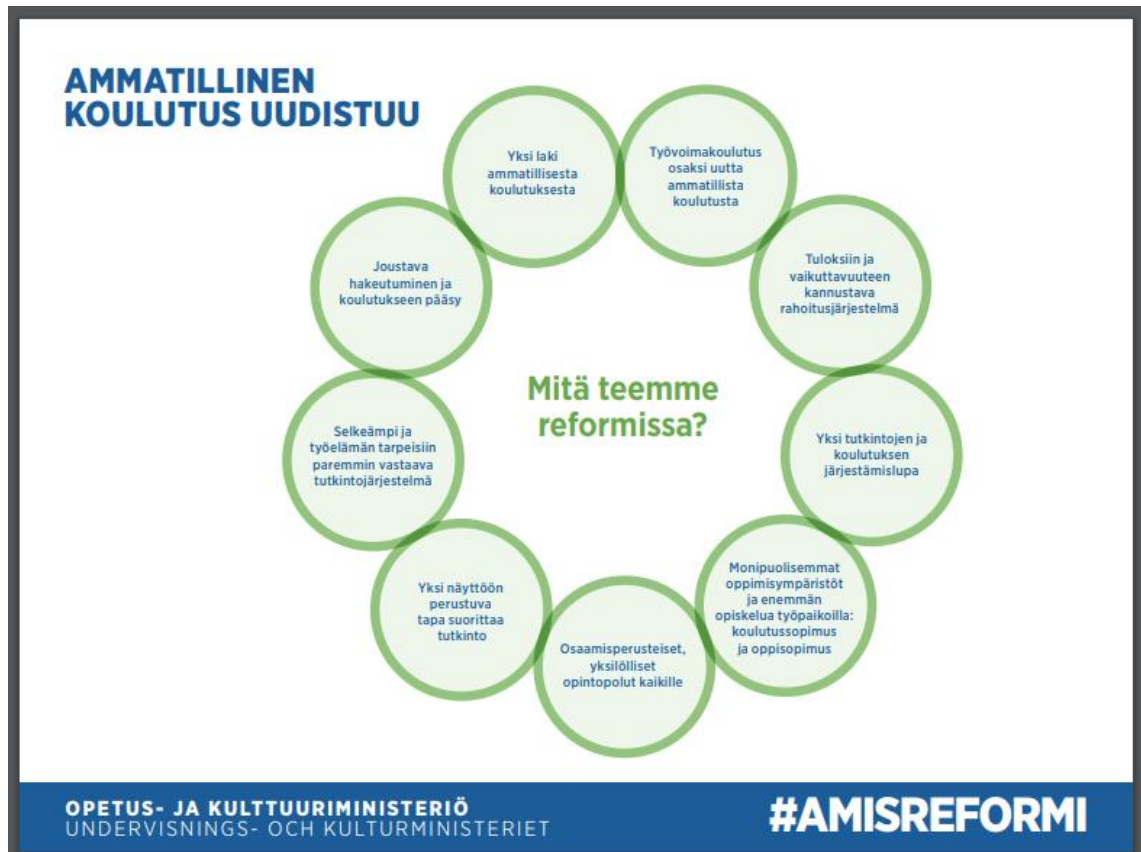 AMMATILLINEN
KOULUTUS UUDISTUU
Yksi laki
ammatillisesta
koulutuksesta
Työvoimakoulutus
osaksi uutta
ammatillista
koulutusta
Tuloksiin ja
vaikuttavuuteen
kannustava
rahoitusjärjestelmä
Yksi tutkintojen ja
koulutuksen
järjestämislupa
Monipuolisemmat
oppimisympäristöt
ja enemmän
opiskelua työpaikoilla:
koulutussopimus
ja oppisopimus
Osaamisperusteiset,
yksilölliset
opintopolut kaikille
Yksi näyttöön
perustuva
tapa suorittaa
tutkinto
Selkeämpi ja
työelämän tarpeisiin
paremmin vastaava
tutkintojärjestelmä
Joustava
hakeutuminen ja
koulutukseen pääsy
Mitä teemme
reformissa?
OPETUS- JA KULTTUURIMINISTERIÖ
UNDERVISNINGS- OCH KULTURMINISTERIET
#AMISREFORMI